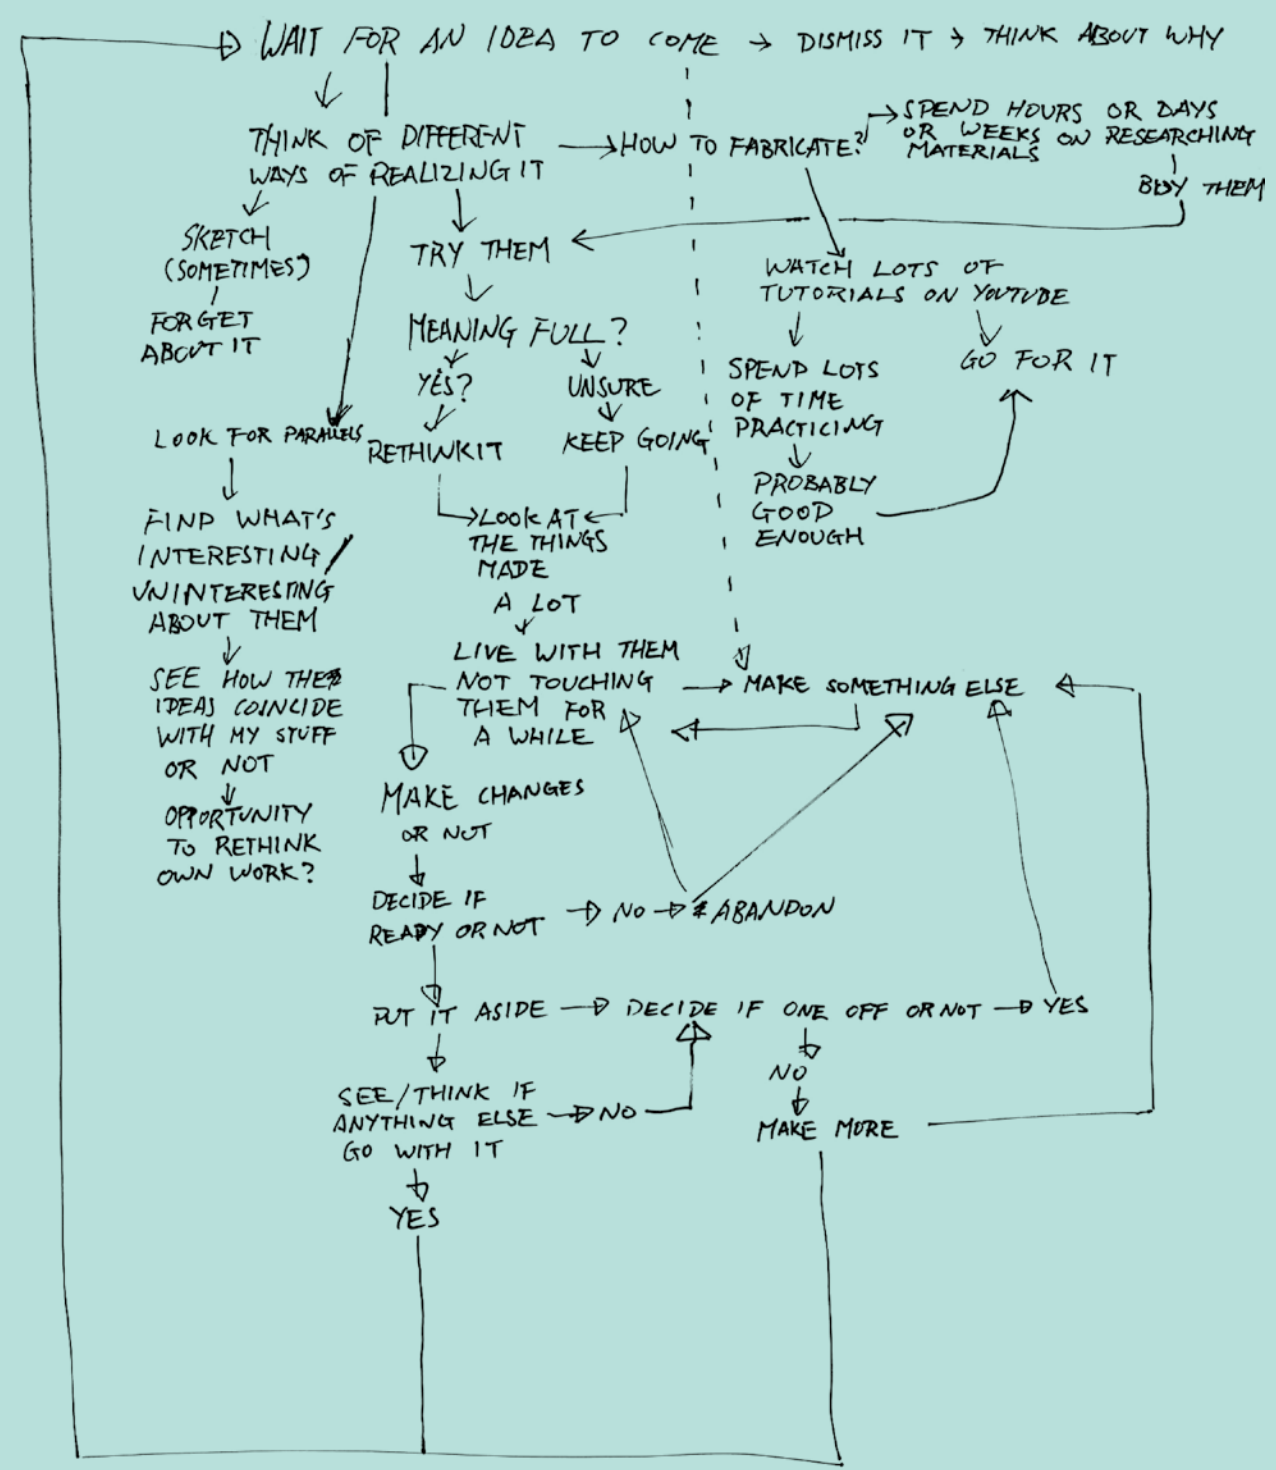 WAIT FOR AN IDEA TO COME → DISMISS IT → THINK ABOUT WHY
THINK OF DIFFERENT
WAYS OF REALIZING IT
HOW TO FABRICATE?
SPEND HOURS OR DAYS
OR WEEKS ON RESEARCHING
MATERIALS
BUY THEM
SKETCH
(SOMETIMES)
FORGET
ABOUT IT
TRY THEM
MEANING FULL?
YES?
UNSURE
RETHINK IT
KEEP GOING
WATCH LOTS OF
TUTORIALS ON YOUTUBE
SPEND LOTS
OF TIME
PRACTICING
GO FOR IT
PROBABLY
GOOD
ENOUGH
LOOK FOR PARALLELS
FIND WHAT'S
INTERESTING /
UNINTERESTING
ABOUT THEM
SEE HOW THE
IDEAS COINCIDE
WITH MY STUFF
OR NOT
OPPORTUNITY
TO RETHINK
OWN WORK?
LOOK AT
THE THINGS
MADE
A LOT
LIVE WITH THEM
NOT TOUCHING
THEM FOR
A WHILE
MAKE SOMETHING ELSE
MAKE CHANGES
OR NOT
DECIDE IF
READY OR NOT
NO → * ABANDON
PUT IT ASIDE → DECIDE IF ONE OFF OR NOT → YES
NO
MAKE MORE
SEE/THINK IF
ANYTHING ELSE → NO
GO WITH IT
YES